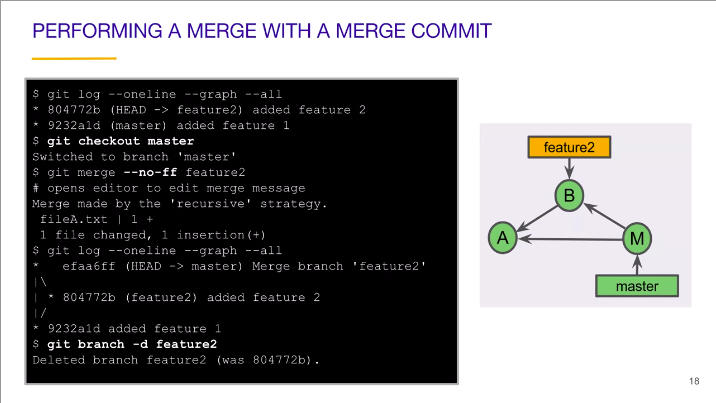 PERFORMING A MERGE WITH A MERGE COMMIT
$ git log --oneline --graph --all
* 804772b (HEAD -> feature2) added feature 2
* 9232a1d (master) added feature 1
$ git checkout master
Switched to branch 'master'
$ git merge --no-ff feature2
# opens editor to edit merge message
Merge made by the 'recursive' strategy.
 fileA.txt | 1 +
 1 file changed, 1 insertion(+)
$ git log --oneline --graph --all
*   efaa6ff (HEAD -> master) Merge branch 'feature2'
|\
| * 804772b (feature2) added feature 2
|/
* 9232a1d added feature 1
$ git branch -d feature2
Deleted branch feature2 (was 804772b).
feature2
B
A
M
master
18